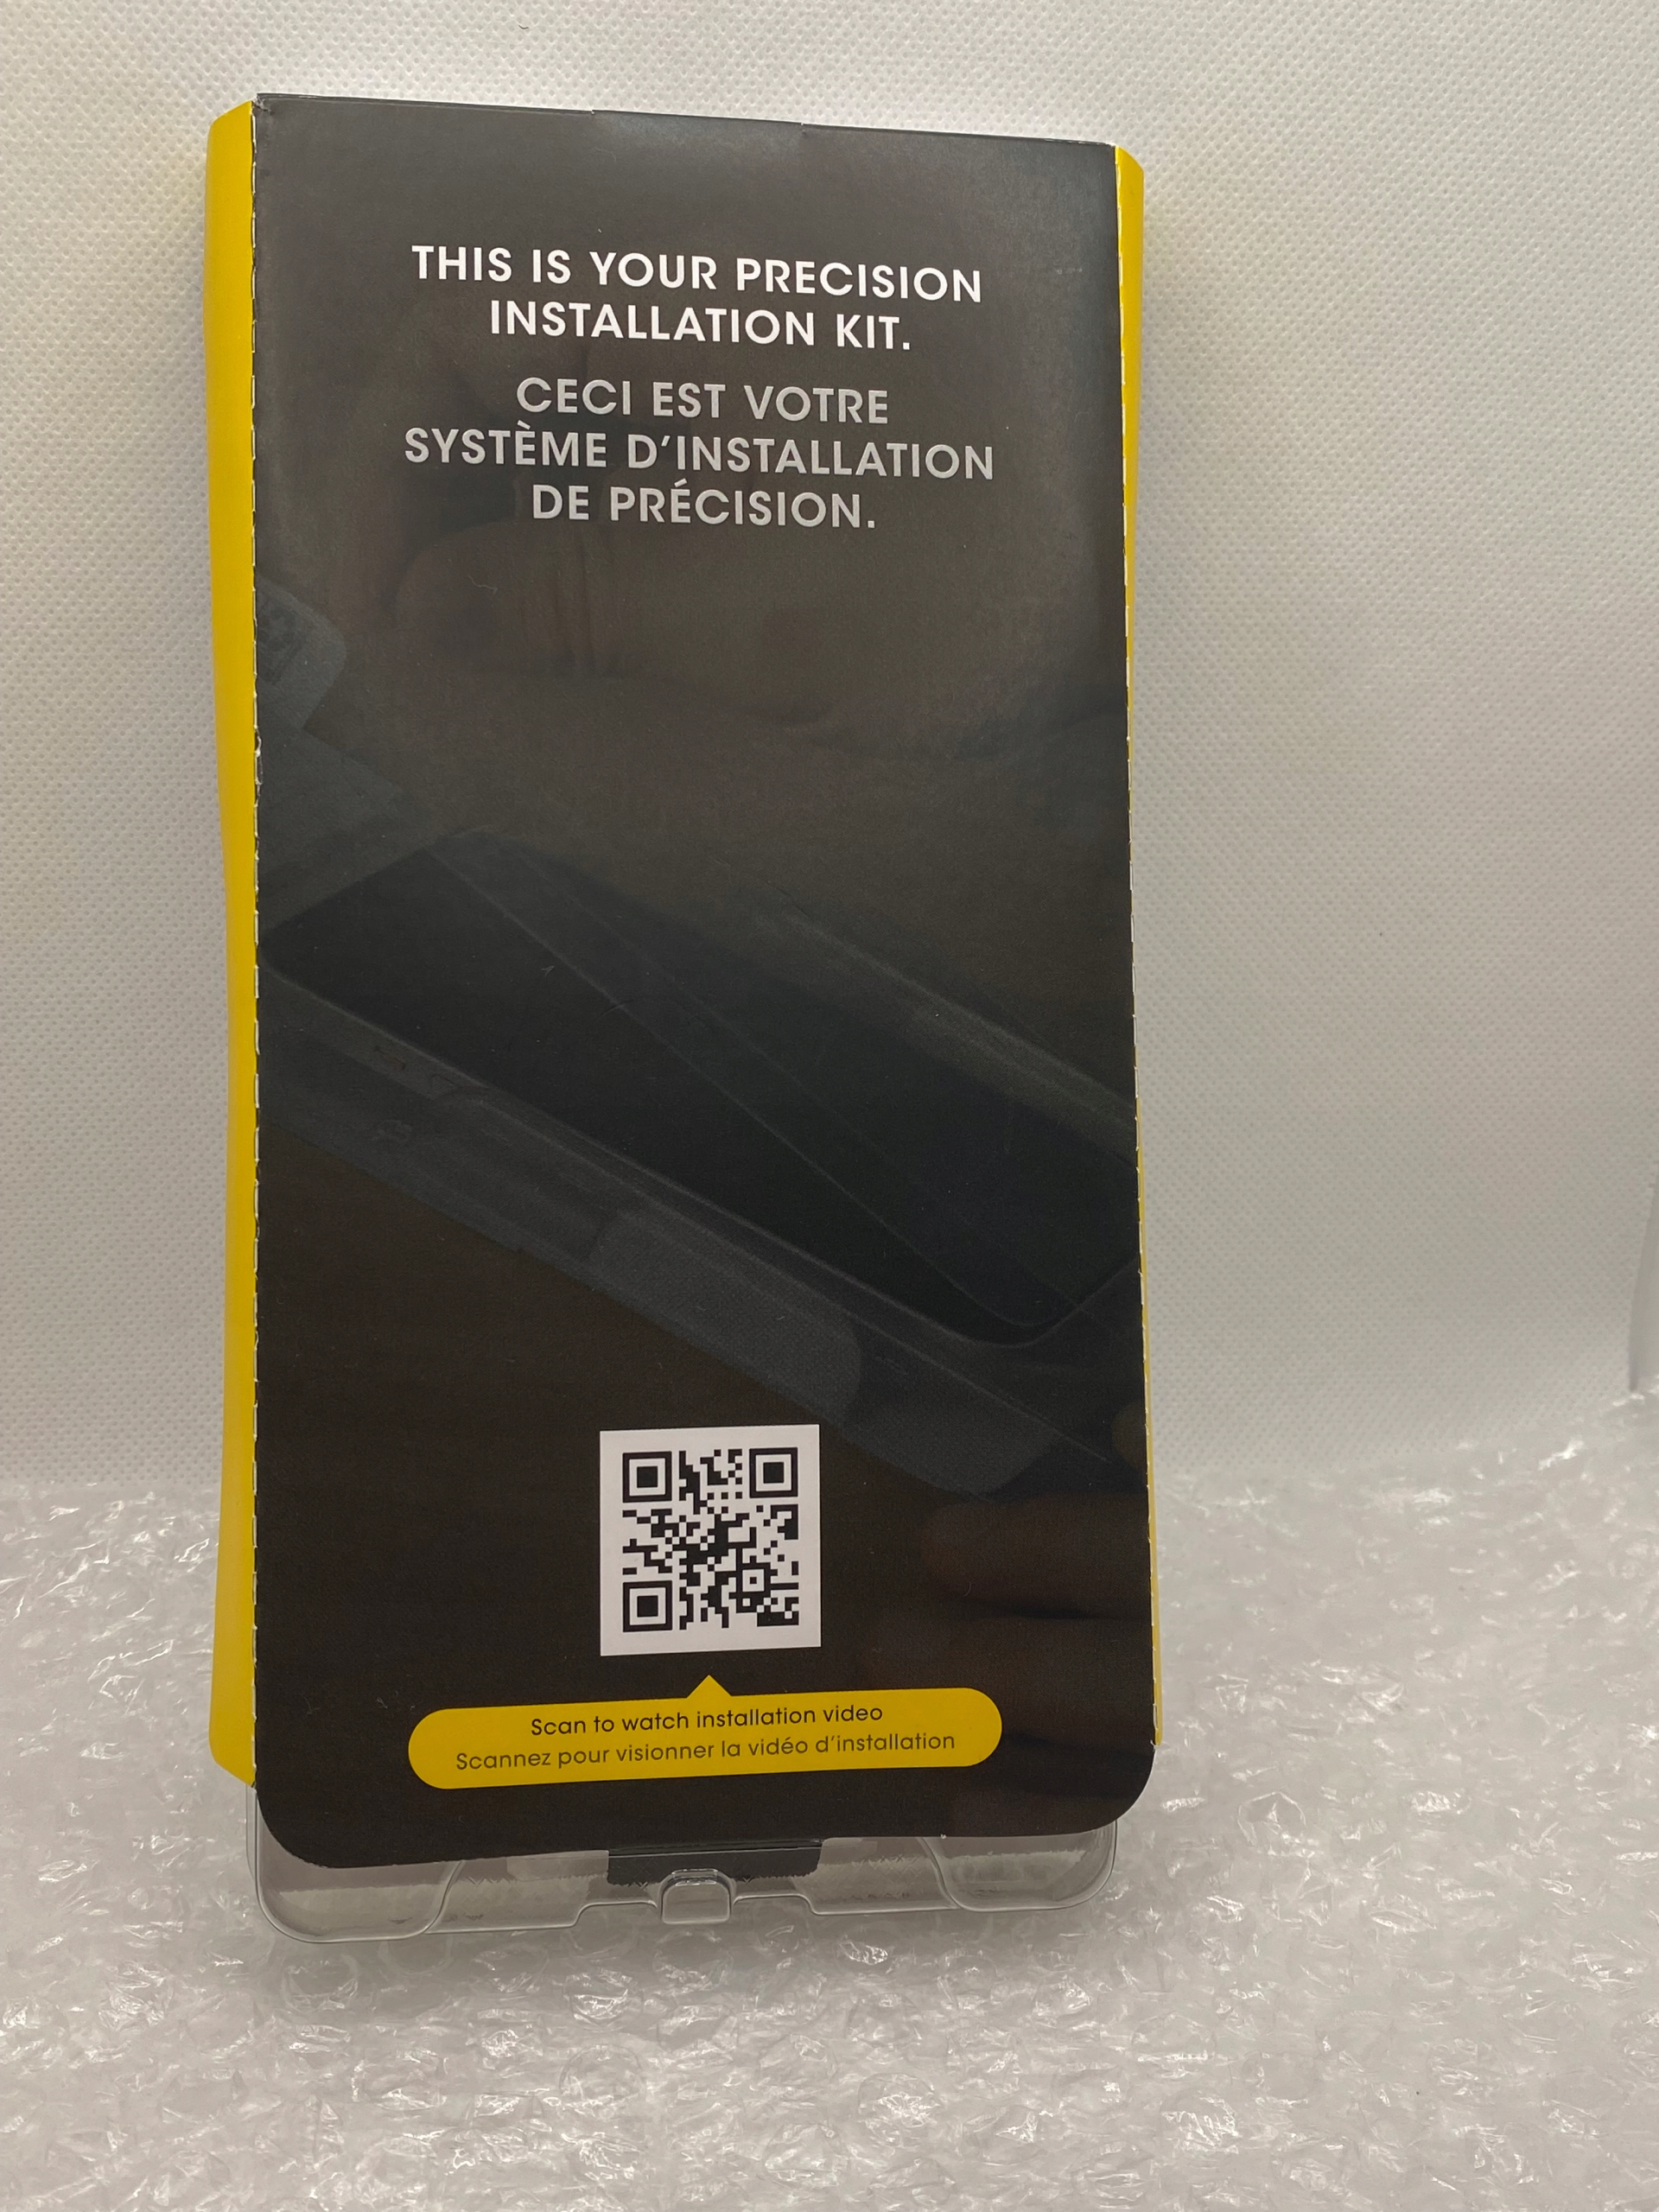 THIS IS YOUR PRECISION
INSTALLATION KIT.
CECI EST VOTRE
SYSTÈME D'INSTALLATION
DE PRÉCISION.
Scan to watch installation video
Scannez pour visionner la vidéo d'installation